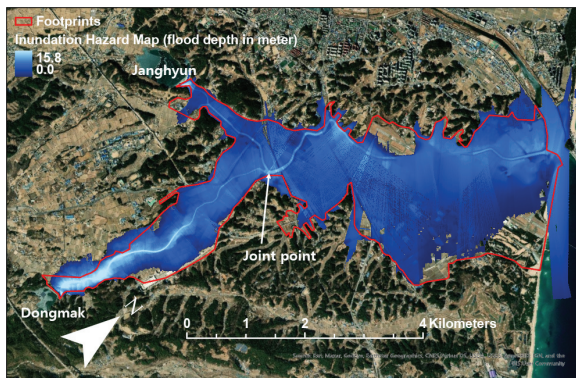 Footprints
Inundation Hazard Map (flood depth in meter)
15.8
0.0
Janghyun
Joint point
Dongmak
N
0 1 2 4 Kilometers
Community